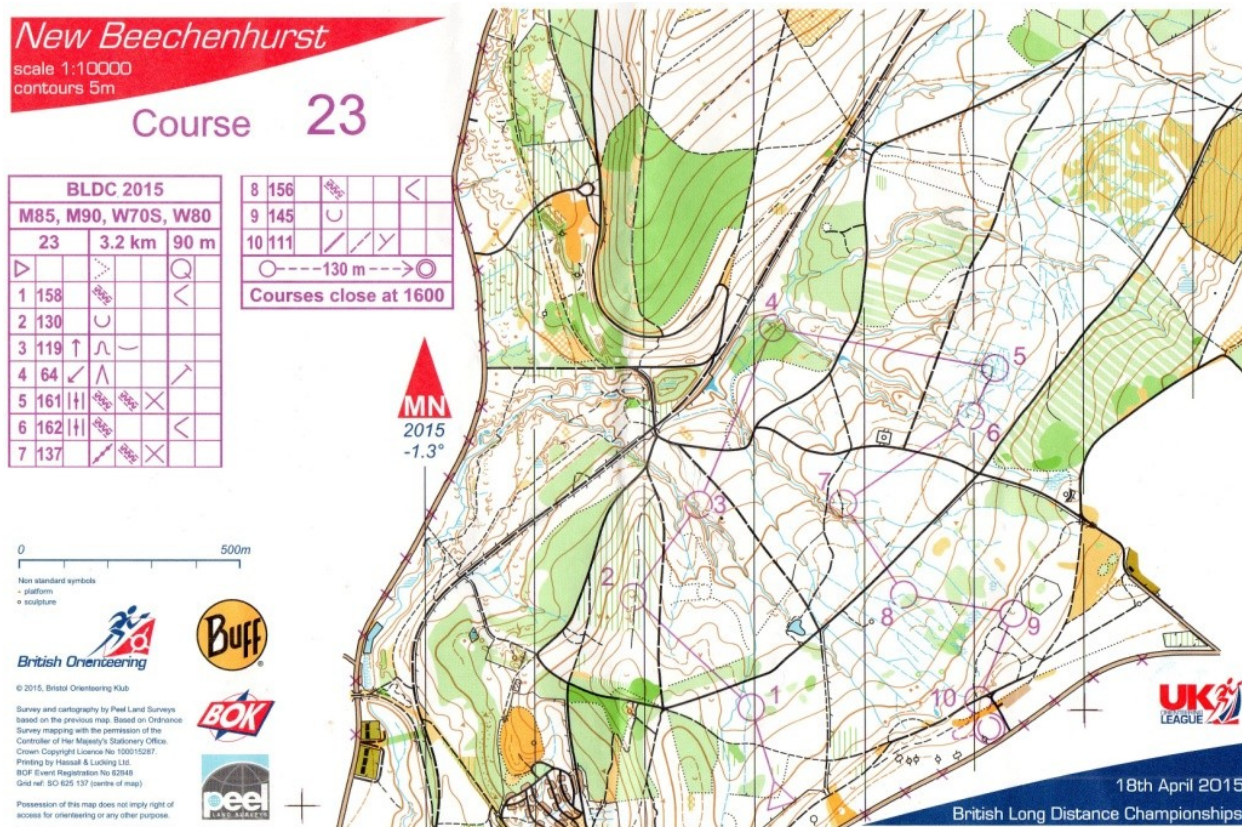 New Beechenhurst
scale 1:10000
contours 5m
Course 23
BLDC 2015
M85, M90, W70S, W80
23 3.2 km 90 m
1 158
2 130
3 119
4 64
5 161
6 162
7 137
8 156
9 145
10 111
130 m
Courses close at 1600
MN
2015
-1.3°
0 500m
Non standard symbols
- platform
o sculpture
British Orienteering
BUFF
© 2015, Bristol Orienteering Klub
BOK
Survey and cartography by Peel Land Surveys
based on the previous map. Based on Ordnance
Survey mapping with the permission of the
Controller of Her Majesty's Stationery Office.
Crown Copyright Licence No 100015287.
Printing by Hassall & Lucking Ltd.
BOF Event Registration No 62848
Grid ref: SO 625 137 (centre of map)
Possession of this map does not imply right of
access for orienteering or any other purpose.
peel
LAND SURVEYS
4
5
6
3
7
2
8
9
10
1
UK
ORIENTEERING
LEAGUE
18th April 2015
British Long Distance Championships